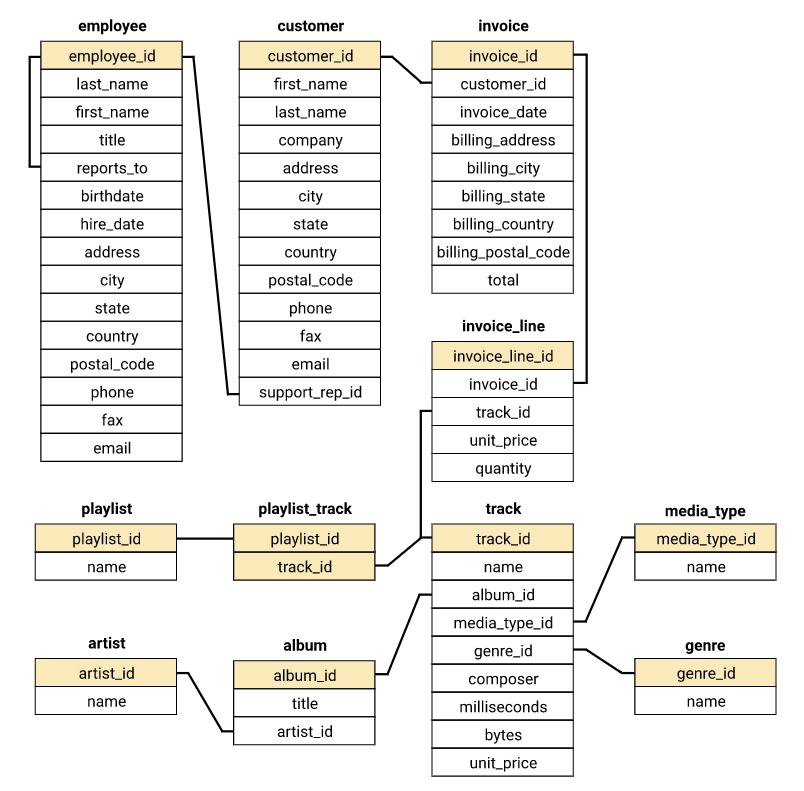 employee
employee_id
last_name
first_name
title
reports_to
birthdate
hire_date
address
city
state
country
postal_code
phone
fax
email
customer
customer_id
first_name
last_name
company
address
city
state
country
postal_code
phone
fax
email
support_rep_id
invoice
invoice_id
customer_id
invoice_date
billing_address
billing_city
billing_state
billing_country
billing_postal_code
total
invoice_line
invoice_line_id
invoice_id
track_id
unit_price
quantity
playlist
playlist_id
name
playlist_track
playlist_id
track_id
track
track_id
name
album_id
media_type_id
genre_id
composer
milliseconds
bytes
unit_price
media_type
media_type_id
name
artist
artist_id
name
album
album_id
title
artist_id
genre
genre_id
name